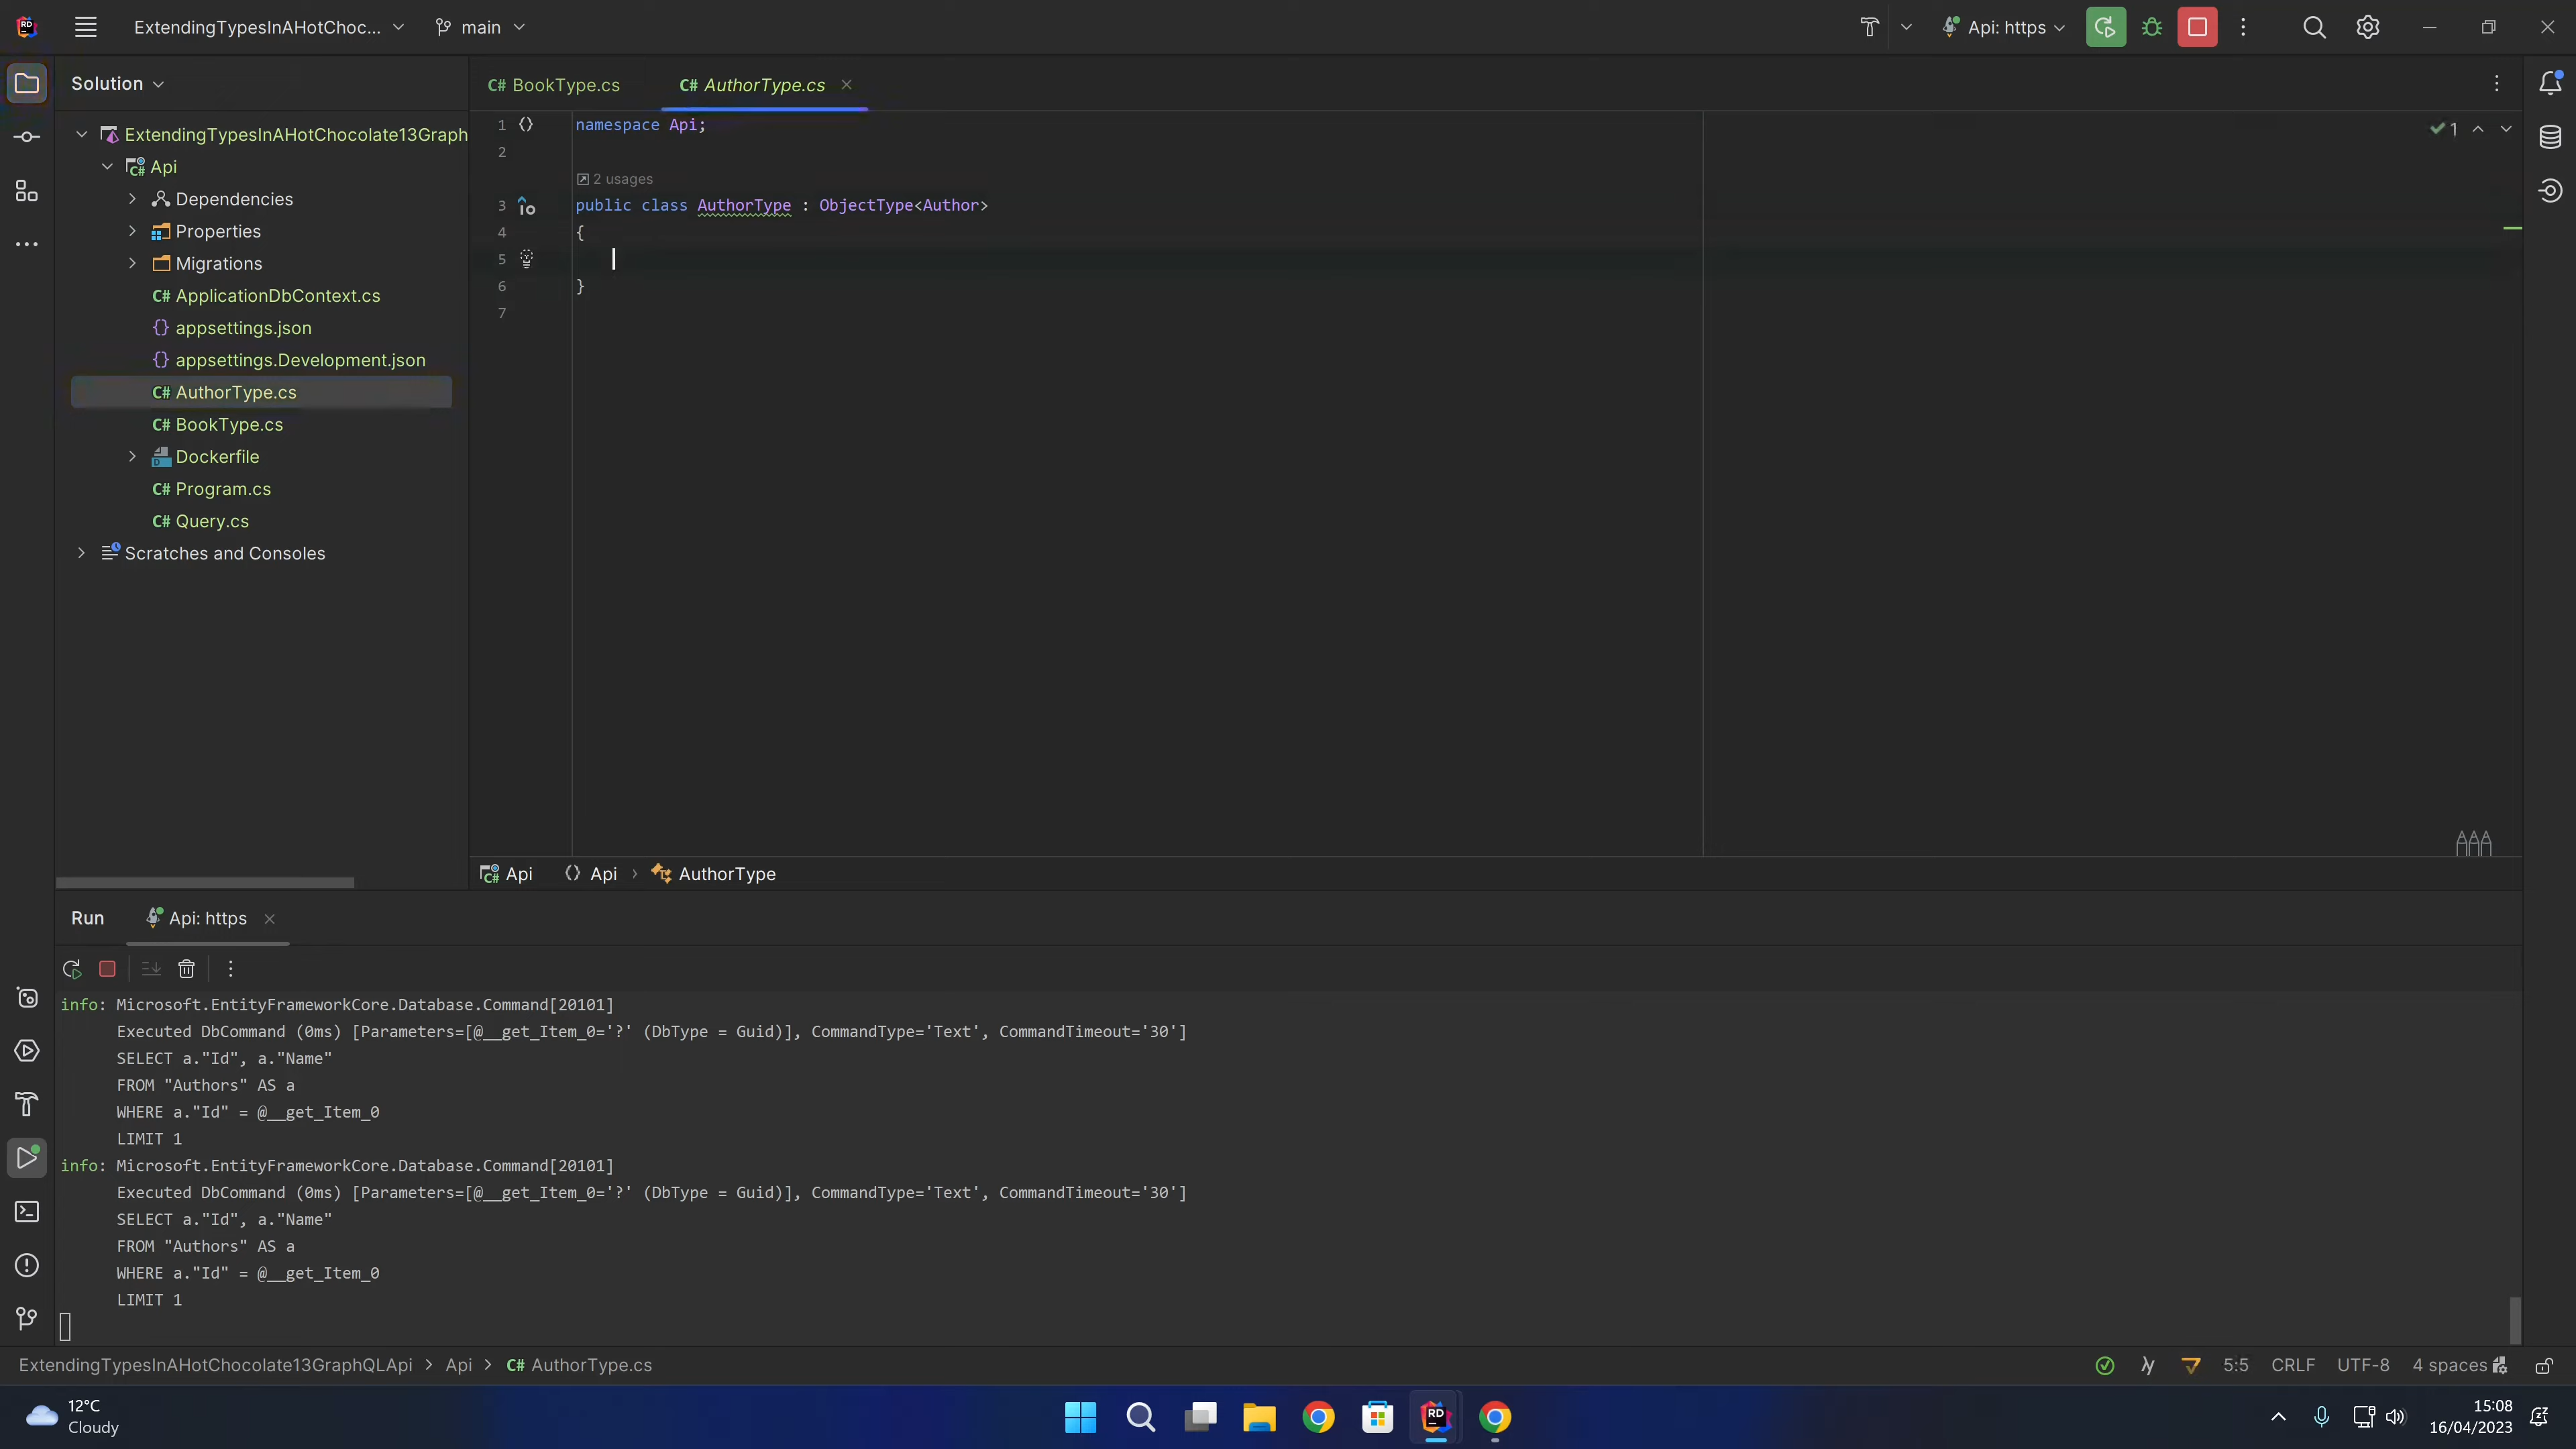 RD
ExtendingTypesInAHotChoc...
main
Api: https
Solution
ExtendingTypesInAHotChocolate13Graph
C# Api
Dependencies
Properties
Migrations
C# ApplicationDbContext.cs
{} appsettings.json
{} appsettings.Development.json
C# AuthorType.cs
C# BookType.cs
Dockerfile
C# Program.cs
C# Query.cs
Scratches and Consoles
C# BookType.cs
C# AuthorType.cs
1 namespace Api;
2
2 usages
3 public class AuthorType : ObjectType<Author>
4 {
5
6 }
7
1
C# Api {} Api › AuthorType
Run
Api: https
info: Microsoft.EntityFrameworkCore.Database.Command[20101]
Executed DbCommand (0ms) [Parameters=[@__get_Item_0='?' (DbType = Guid)], CommandType='Text', CommandTimeout='30']
SELECT a."Id", a."Name"
FROM "Authors" AS a
WHERE a."Id" = @__get_Item_0
LIMIT 1
info: Microsoft.EntityFrameworkCore.Database.Command[20101]
Executed DbCommand (0ms) [Parameters=[@__get_Item_0='?' (DbType = Guid)], CommandType='Text', CommandTimeout='30']
SELECT a."Id", a."Name"
FROM "Authors" AS a
WHERE a."Id" = @__get_Item_0
LIMIT 1
ExtendingTypesInAHotChocolate13GraphQLApi > Api > C# AuthorType.cs
5:5 CRLF UTF-8 4 spaces
12°C
Cloudy
RD
15:08
16/04/2023